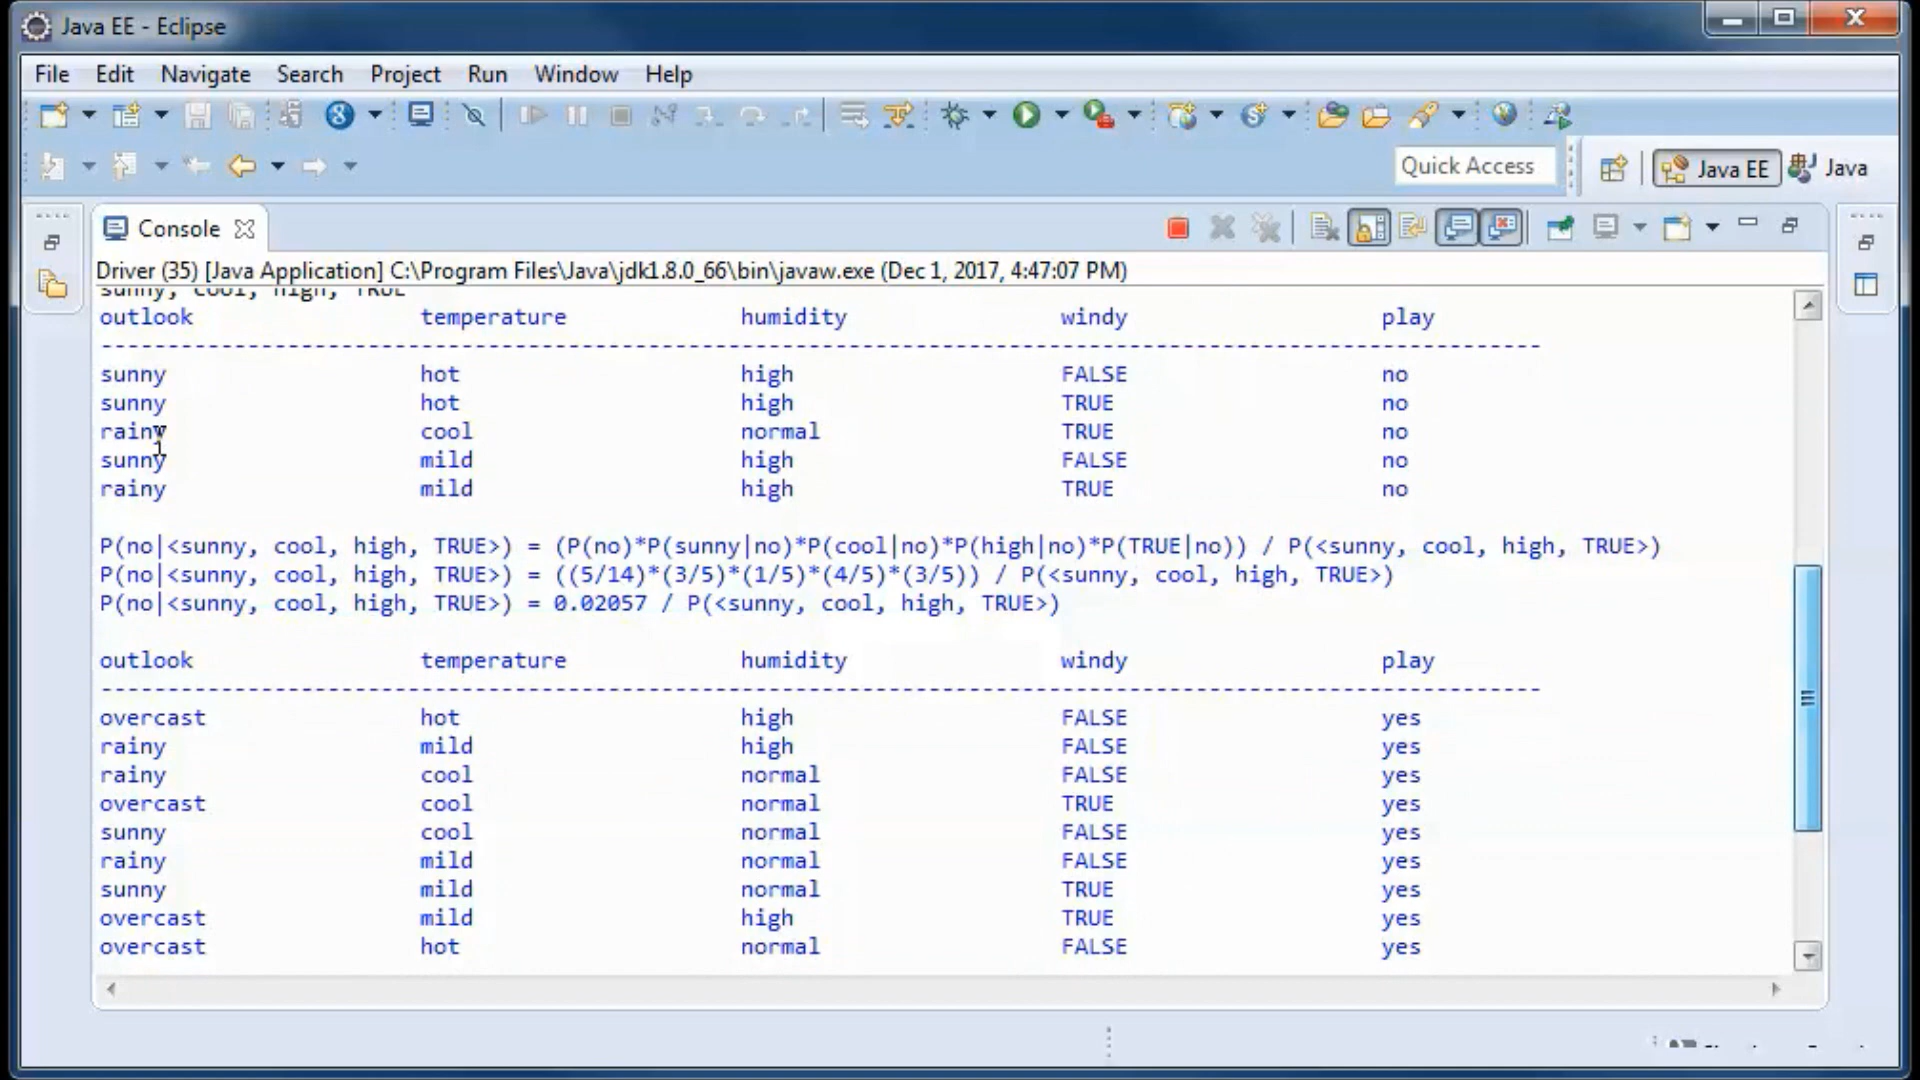 Java EE - Eclipse
File Edit Navigate Search Project Run Window Help
Quick Access Java EE Java
Console
Driver (35) [Java Application] C:\Program Files\Java\jdk1.8.0_66\bin\javaw.exe (Dec 1, 2017, 4:47:07 PM)
sunny, cool, high, TRUE
outlook temperature humidity windy play
------------------------------------------------------------------------------------------------------------
sunny hot high FALSE no
sunny hot high TRUE no
rainy cool normal TRUE no
sunny mild high FALSE no
rainy mild high TRUE no
P(no|<sunny, cool, high, TRUE>) = (P(no)*P(sunny|no)*P(cool|no)*P(high|no)*P(TRUE|no)) / P(<sunny, cool, high, TRUE>)
P(no|<sunny, cool, high, TRUE>) = ((5/14)*(3/5)*(1/5)*(4/5)*(3/5)) / P(<sunny, cool, high, TRUE>)
P(no|<sunny, cool, high, TRUE>) = 0.02057 / P(<sunny, cool, high, TRUE>)
outlook temperature humidity windy play
------------------------------------------------------------------------------------------------------------
overcast hot high FALSE yes
rainy mild high FALSE yes
rainy cool normal FALSE yes
overcast cool normal TRUE yes
sunny cool normal FALSE yes
rainy mild normal FALSE yes
sunny mild normal TRUE yes
overcast mild high TRUE yes
overcast hot normal FALSE yes